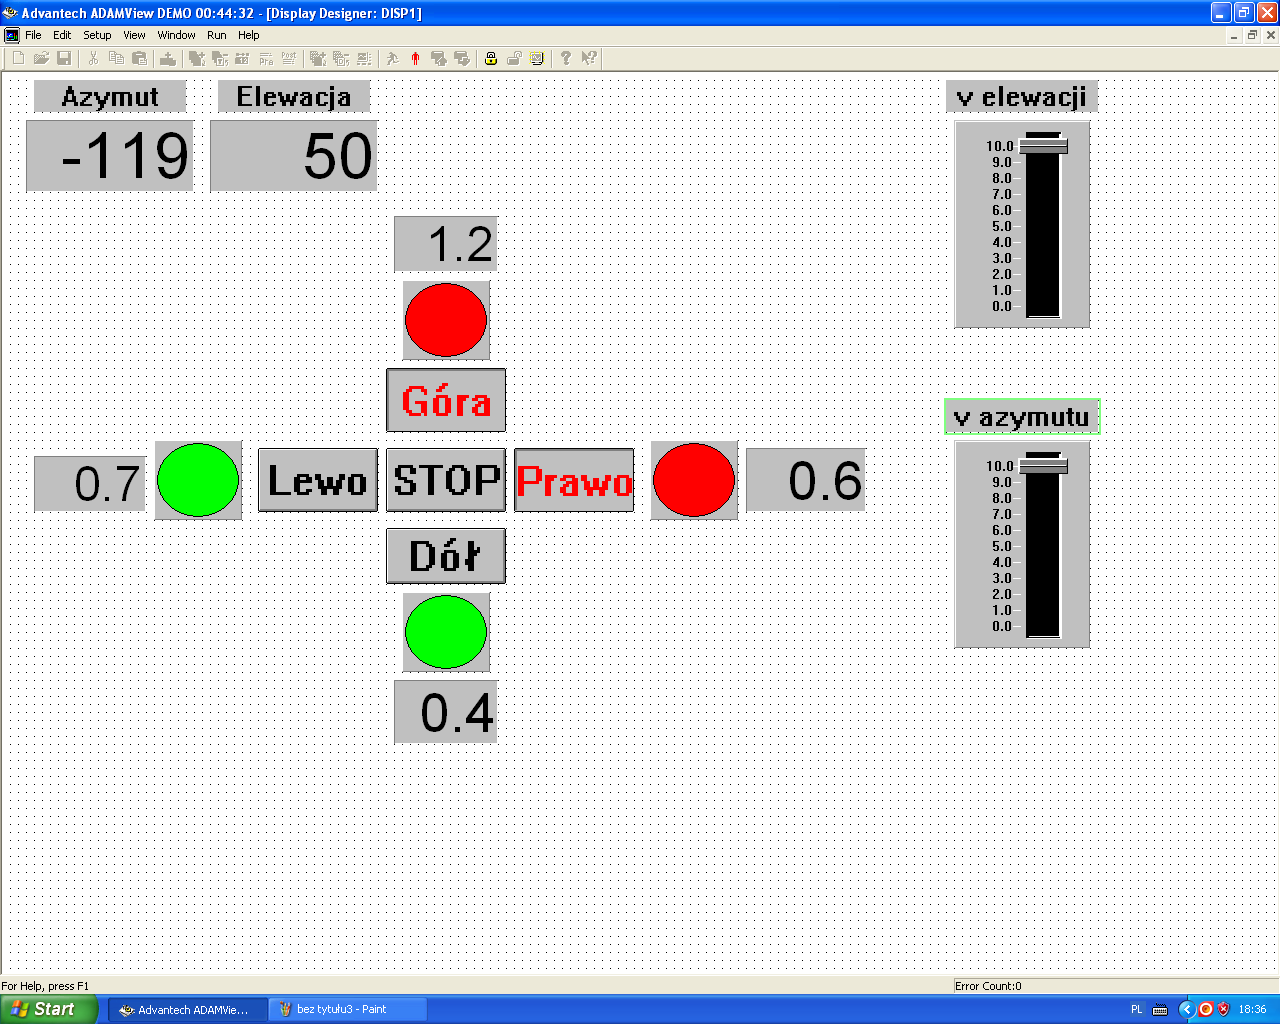 Advantech ADAMView DEMO 00:44:32 - [Display Designer: DISP1]
File Edit Setup View Window Run Help
Azymut Elewacja v elewacji
-119 50
10.0
9.0
8.0
7.0
6.0
5.0
4.0
3.0
2.0
1.0
0.0
1.2
Góra
v azymutu
0.7 Lewo STOP Prawo 0.6
10.0
9.0
8.0
7.0
6.0
5.0
4.0
3.0
2.0
1.0
0.0
Dół
0.4
For Help, press F1 Error Count:0
Start Advantech ADAMVie... bez tytułu3 - Paint PL 18:36